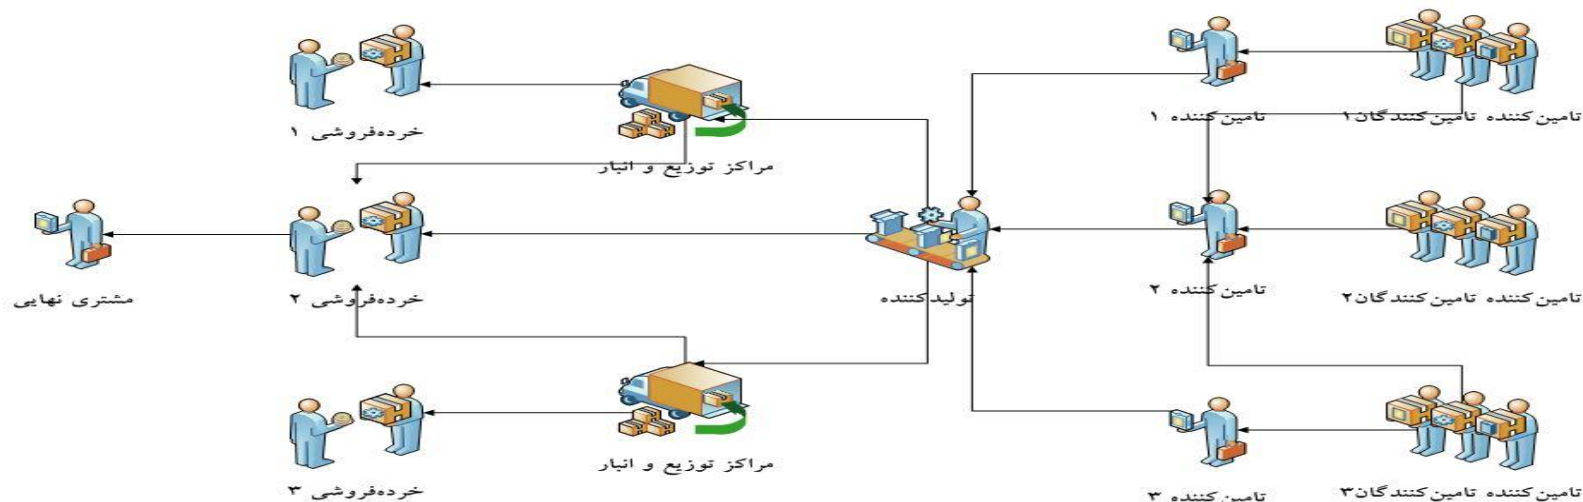 تامین‌کننده تامین‌کنندگان۱
تامین‌کننده ۱
مراکز توزیع و انبار
خرده‌فروشی ۱
تامین‌کننده تامین‌کنندگان۲
تامین‌کننده ۲
تولیدکننده
خرده‌فروشی ۲
مشتری نهایی
تامین‌کننده تامین‌کنندگان۳
تامین‌کننده ۳
مراکز توزیع و انبار
خرده‌فروشی ۳